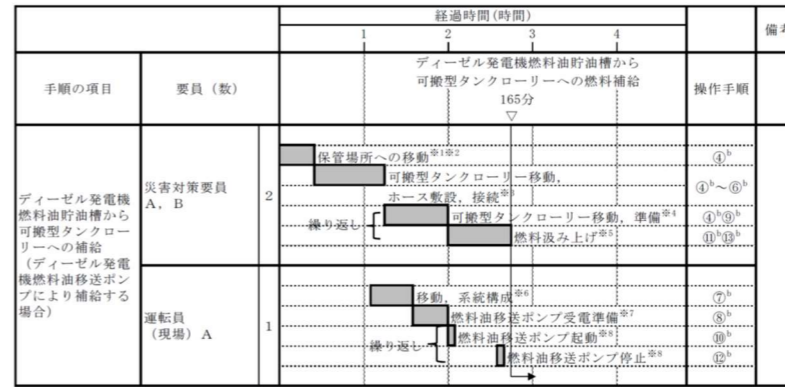 経過時間(時間)
備考
1 2 3 4
手順の項目
要員(数)
ディーゼル発電機燃料油貯油槽から
可搬型タンクローリーへの燃料補給
165分
▽
操作手順
ディーゼル発電機
燃料油貯油槽から
可搬型タンクロー
リーへの補給
(ディーゼル発電
機燃料油移送ポン
プにより補給する
場合)
災害対策要員
A,B
2
保管場所への移動※1※2
④b
可搬型タンクローリー移動,
ホース敷設,接続※3
④b~⑥b
繰り返し
可搬型タンクローリー移動,準備※4
④b⑨b
燃料汲み上げ※5
⑪b⑬b
運転員
(現場)A
1
移動,系統構成※6
⑦b
燃料油移送ポンプ受電準備※7
⑧b
繰り返し
燃料油移送ポンプ起動※8
⑩b
燃料油移送ポンプ停止※8
⑫b